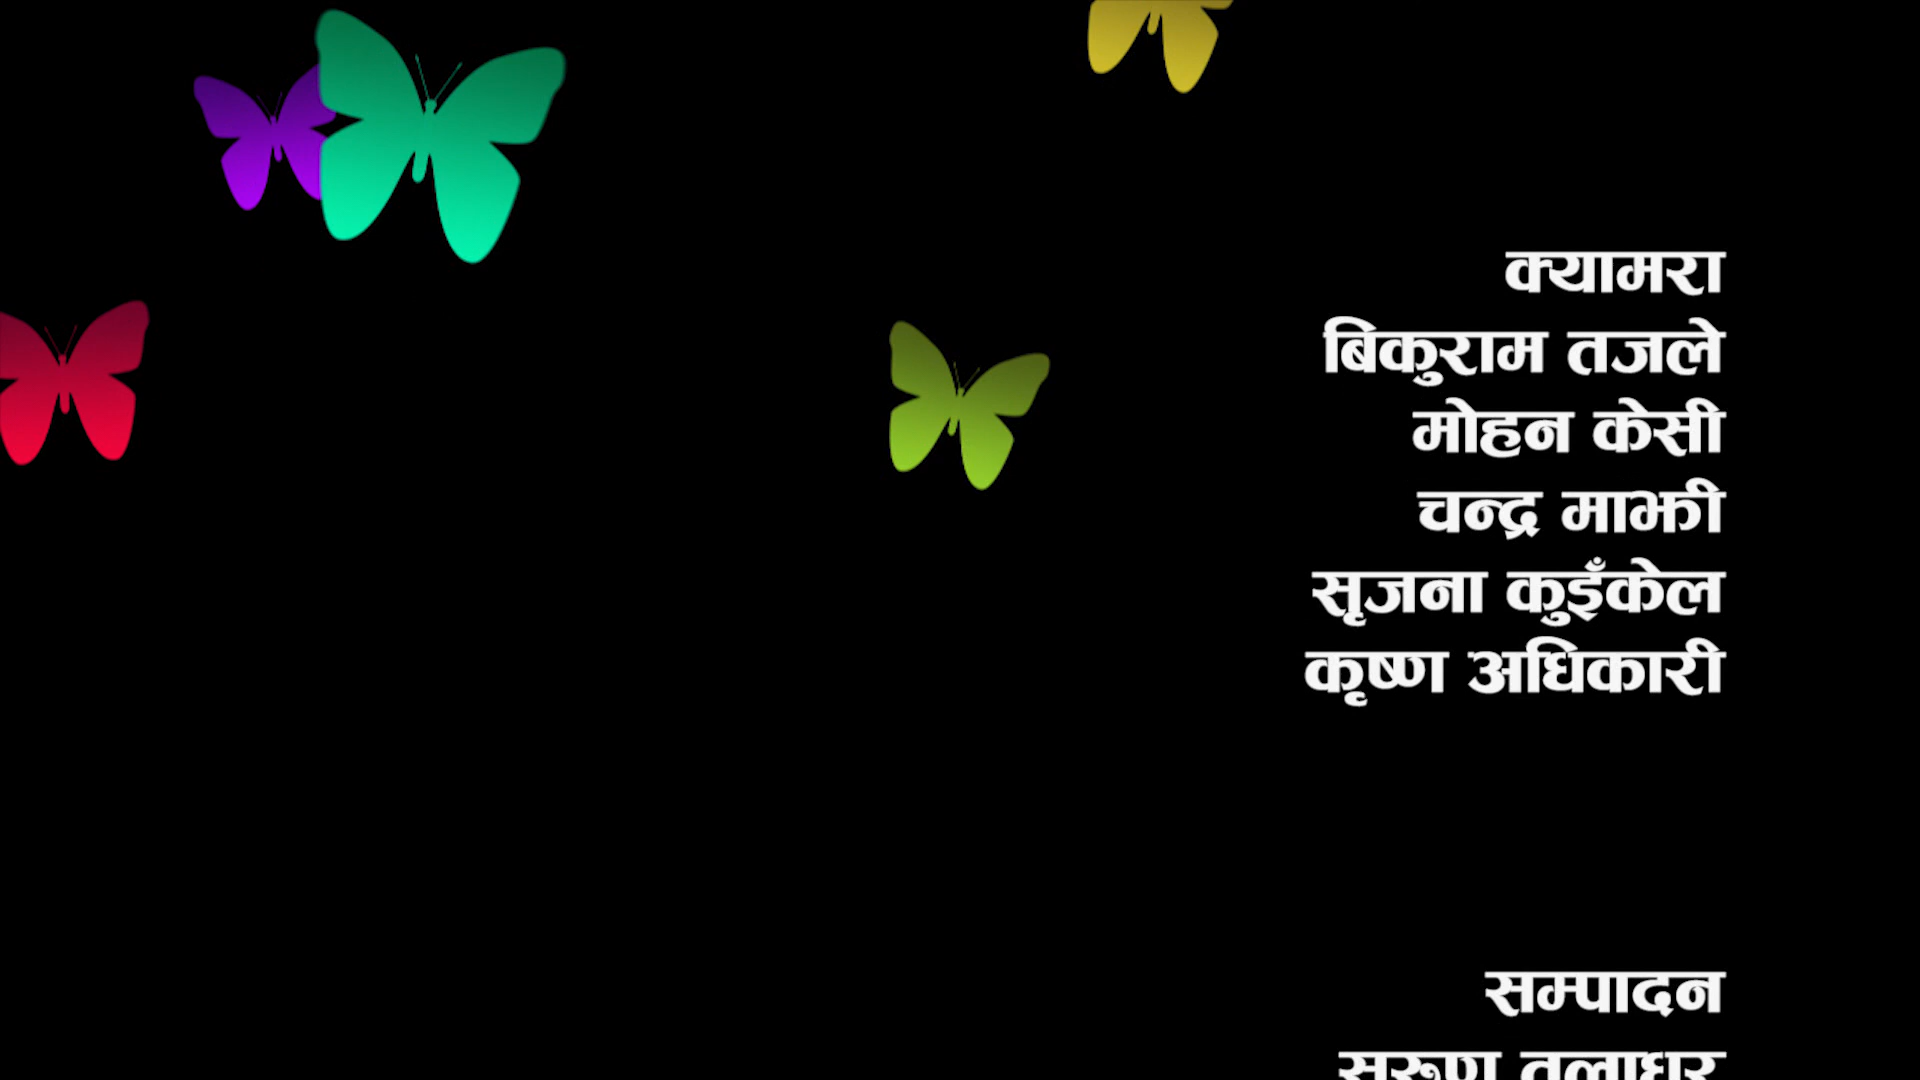 क्यामरा
बिकुराम तजले
मोहन केसी
चन्द्र माझी
सृजना कुइँकेल
कृष्ण अधिकारी
सम्पादन